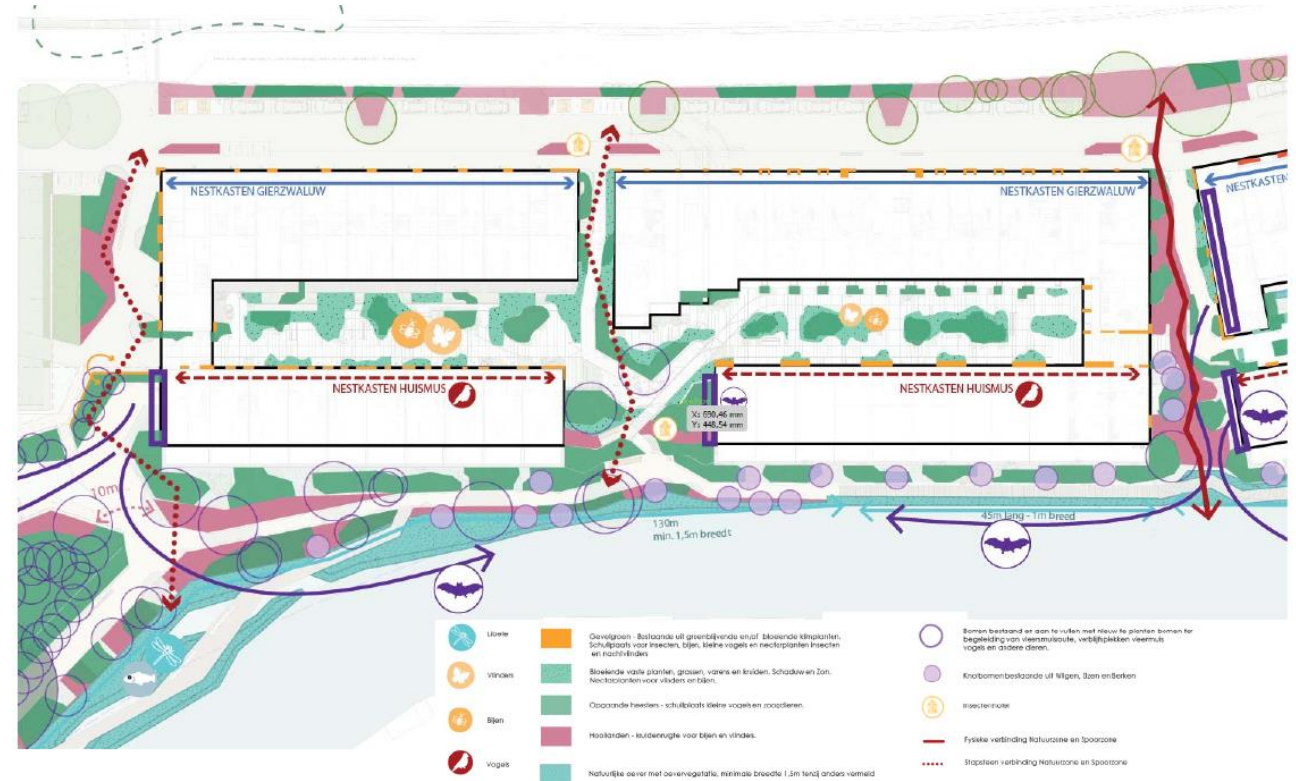 NESTKASTEN GIERZWALUW
NESTKASTEN GIERZWALUW
NESTKASTEN
NESTKASTEN HUISMUS
NESTKASTEN HUISMUS
X: 690,46 mm
Y: 448,54 mm
10m
130m
min. 1,5m breedt
45m lang - 1m breed
Libelle
Vlinders
Bijen
Vogels
Gevelgroen - Bestaande uit groenblijvende en/of bloeiende klimplanten.
Schuilplaats voor insecten, bijen, kleine vogels en nectarplanten insecten
en nachtvlinders
Bloeiende vaste planten, grassen, varens en kruiden. Schaduw en Zon.
Nectarplanten voor vlinders en bijen.
Opgaande heesters - schuilplaats kleine vogels en zoogdieren.
Hooilanden - kruidenruigte voor bijen en vlinders.
Natuurlijke oever met oevervegetatie, minimale breedte 1,5m tenzij anders vermeld
Bomen bestaand en aan te vullen met nieuw te planten bomen ter
begeleiding van vleermuisroute, verblijfsplekken vleermuis
vogels en andere dieren.
Knotbomen bestaande uit Wilgen, Elzen en Berken
Insectenhotel
Fysieke verbinding Natuurzone en Spoorzone
Stapsteen verbinding Natuurzone en Spoorzone